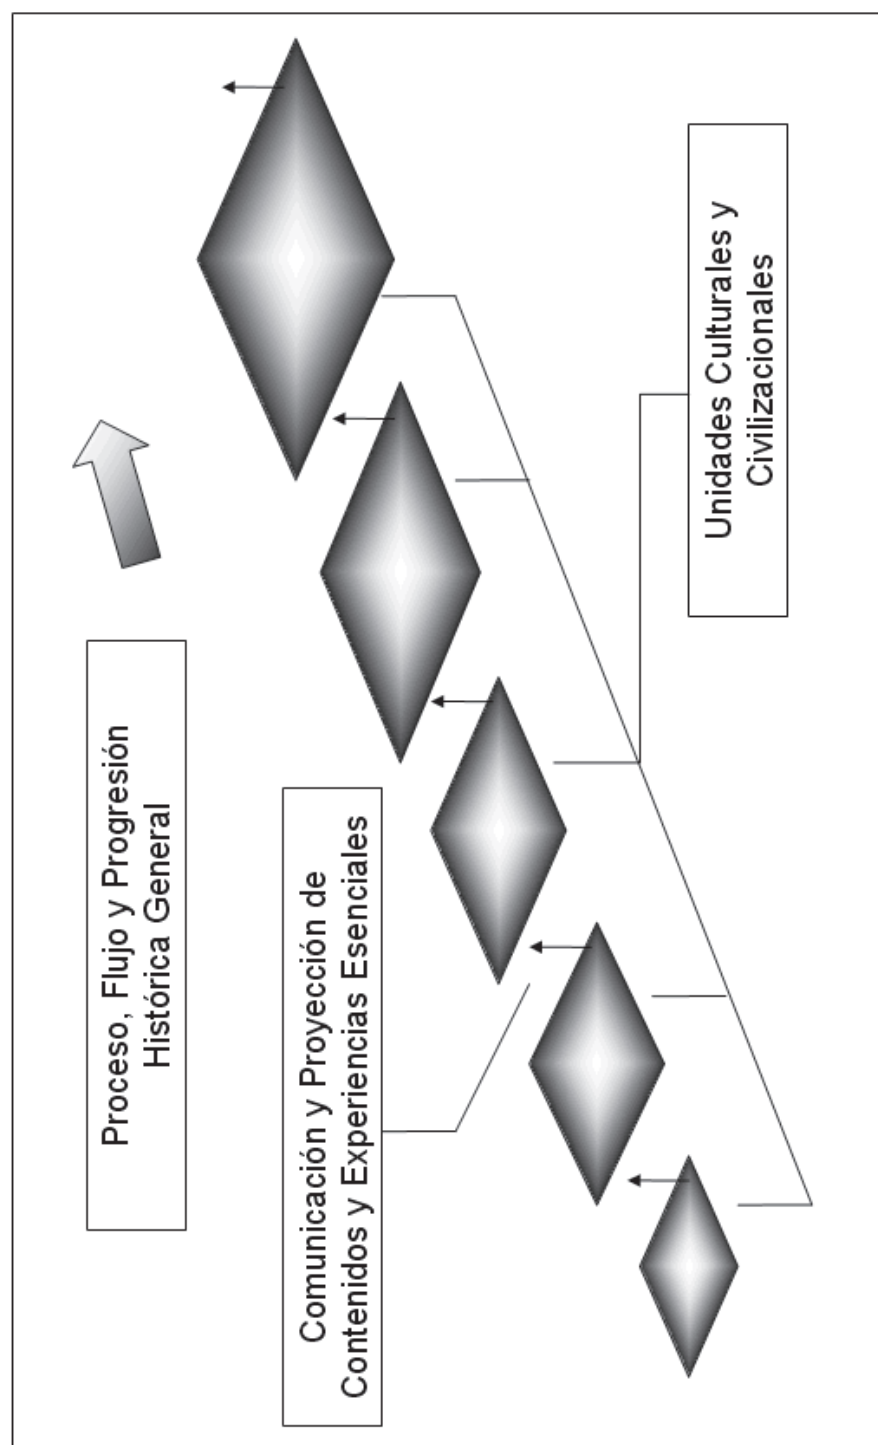 Proceso, Flujo y Progresión
Histórica General
Comunicación y Proyección de
Contenidos y Experiencias Esenciales
Unidades Culturales y
Civilizacionales